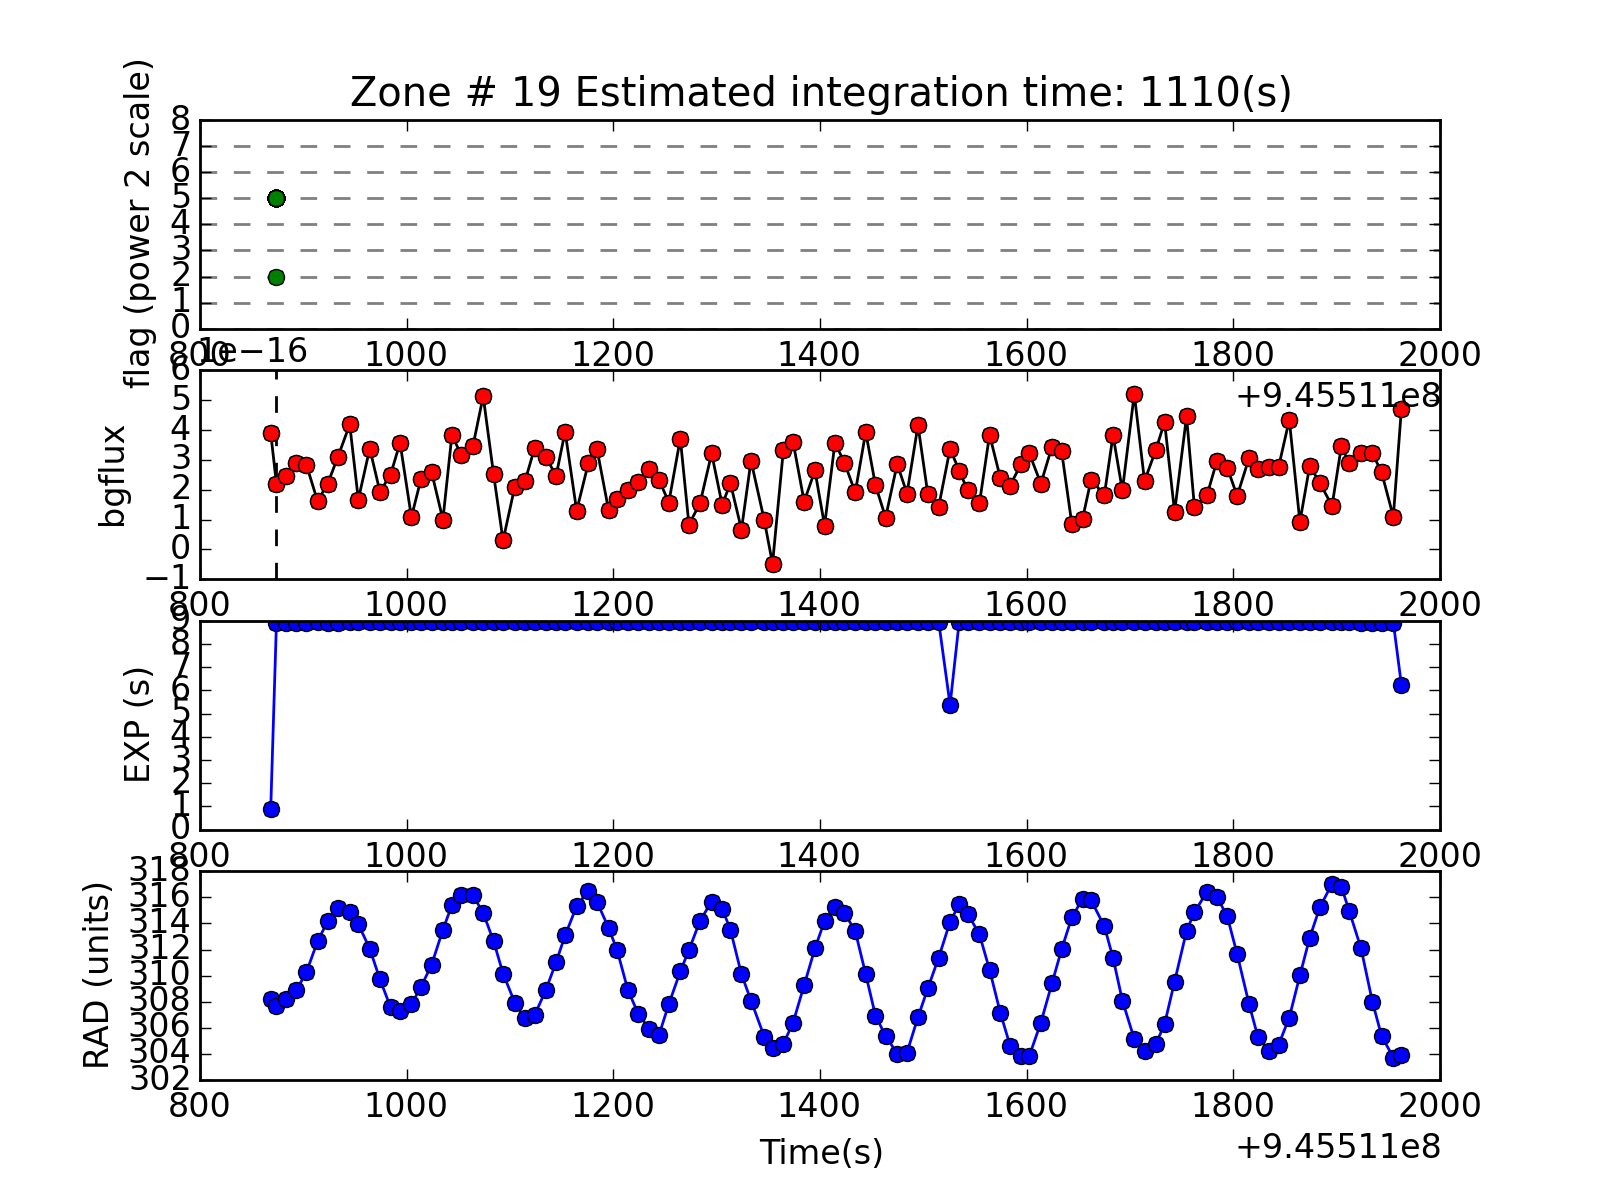 Zone # 19 Estimated integration time: 1110(s)
flag (power 2 scale)
8
7
6
5
4
3
2
1
0
800 1000 1200 1400 1600 1800 2000
1e−16
+9.45511e8
bgflux
6
5
4
3
2
1
0
−1
800 1000 1200 1400 1600 1800 2000
EXP (s)
9
8
7
6
5
4
3
2
1
0
800 1000 1200 1400 1600 1800 2000
RAD (units)
318
316
314
312
310
308
306
304
302
800 1000 1200 1400 1600 1800 2000
Time(s)
+9.45511e8